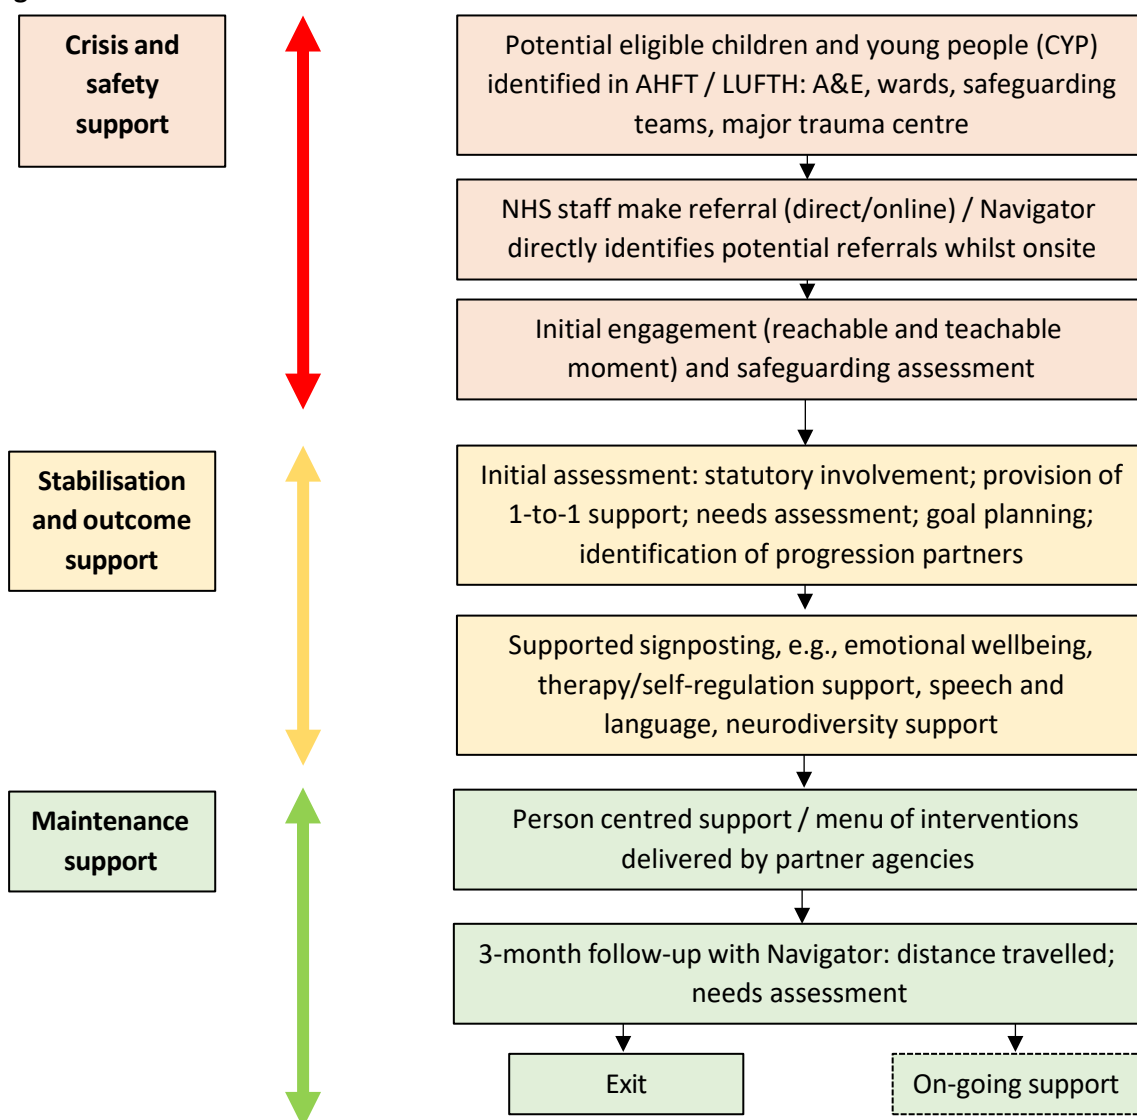 Crisis and
safety
support
Potential eligible children and young people (CYP)
identified in AHFT / LUFTH: A&E, wards, safeguarding
teams, major trauma centre
NHS staff make referral (direct/online) / Navigator
directly identifies potential referrals whilst onsite
Initial engagement (reachable and teachable
moment) and safeguarding assessment
Stabilisation
and outcome
support
Initial assessment: statutory involvement; provision of
1-to-1 support; needs assessment; goal planning;
identification of progression partners
Supported signposting, e.g., emotional wellbeing,
therapy/self-regulation support, speech and
language, neurodiversity support
Maintenance
support
Person centred support / menu of interventions
delivered by partner agencies
3-month follow-up with Navigator: distance travelled;
needs assessment
Exit
On-going support